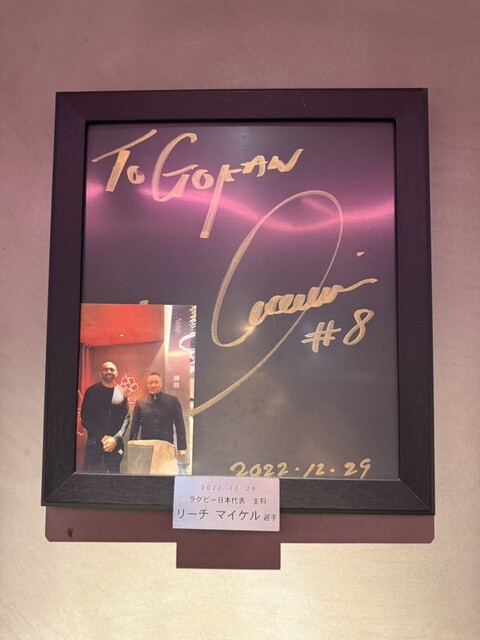 To GOKAN
#8
2022.12.29
2022.12.29
ラグビー日本代表 主将
リーチ マイケル 選手